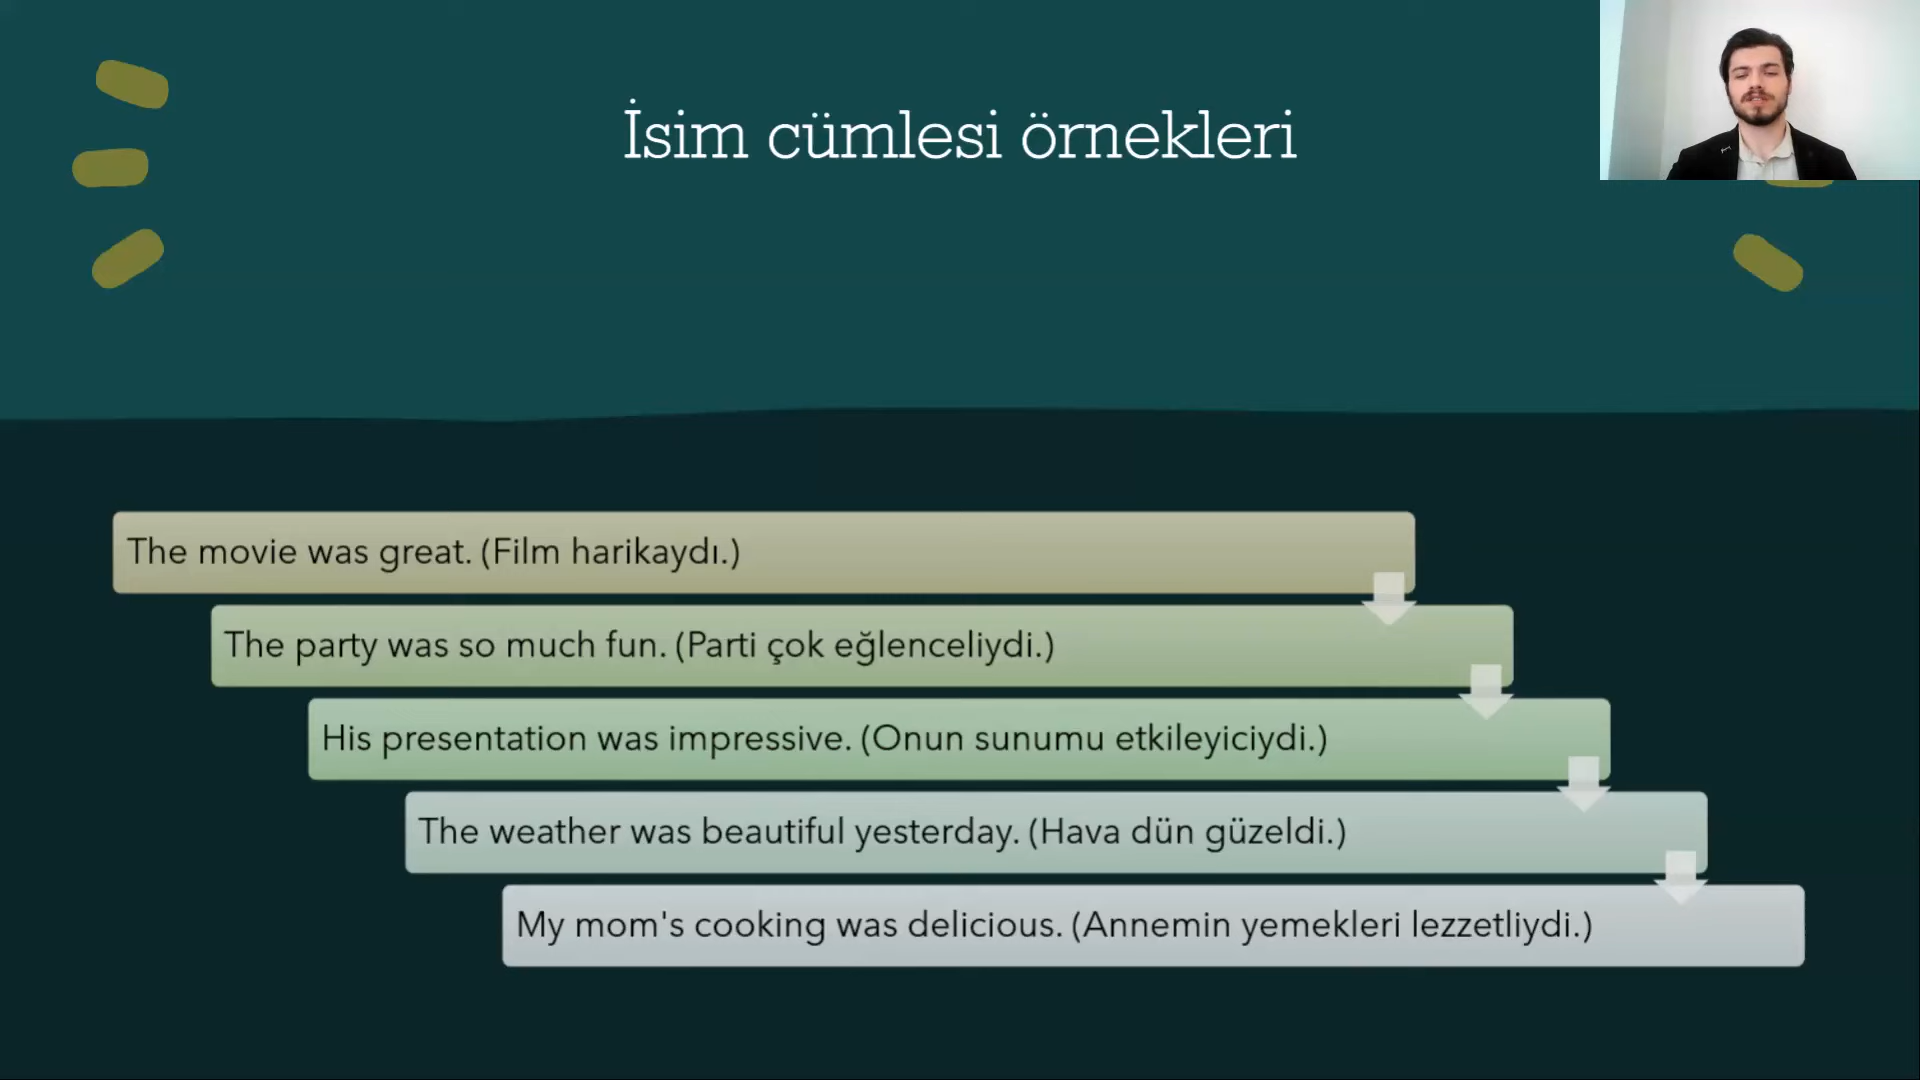 İsim cümlesi örnekleri
The movie was great. (Film harikaydı.)
The party was so much fun. (Parti çok eğlenceliydi.)
His presentation was impressive. (Onun sunumu etkileyiciydi.)
The weather was beautiful yesterday. (Hava dün güzeldi.)
My mom's cooking was delicious. (Annemin yemekleri lezzetliydi.)